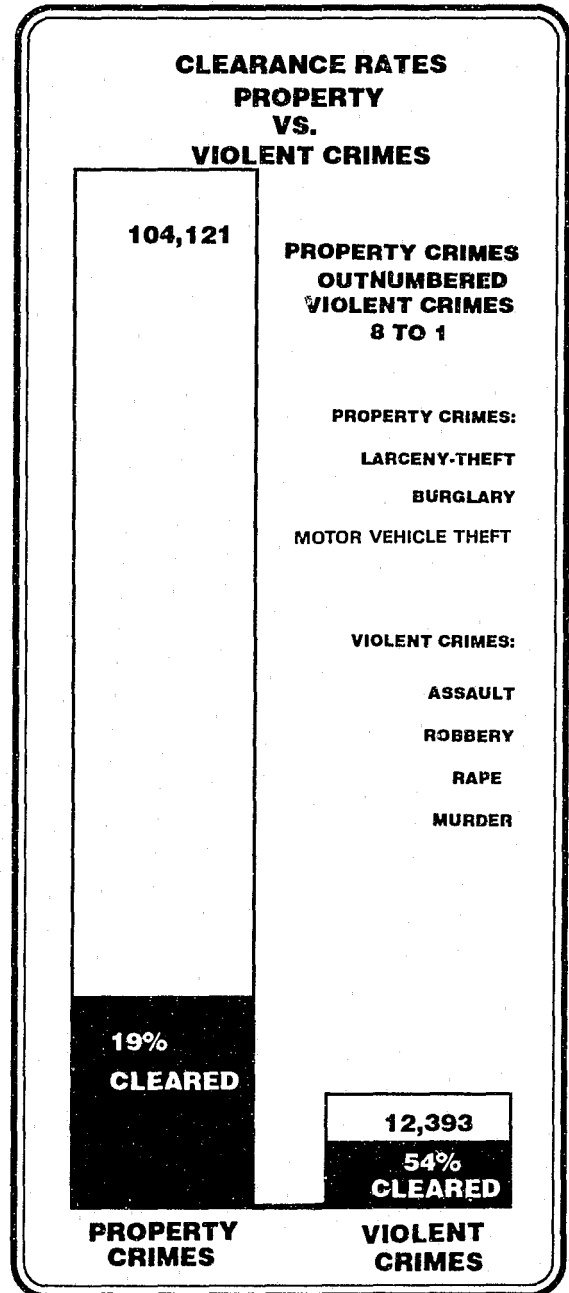 CLEARANCE RATES
PROPERTY
VS.
VIOLENT CRIMES
104,121
PROPERTY CRIMES
OUTNUMBERED
VIOLENT CRIMES
8 TO 1
PROPERTY CRIMES:
LARCENY-THEFT
BURGLARY
MOTOR VEHICLE THEFT
VIOLENT CRIMES:
ASSAULT
ROBBERY
RAPE
MURDER
19%
CLEARED
12,393
54%
CLEARED
PROPERTY
CRIMES
VIOLENT
CRIMES